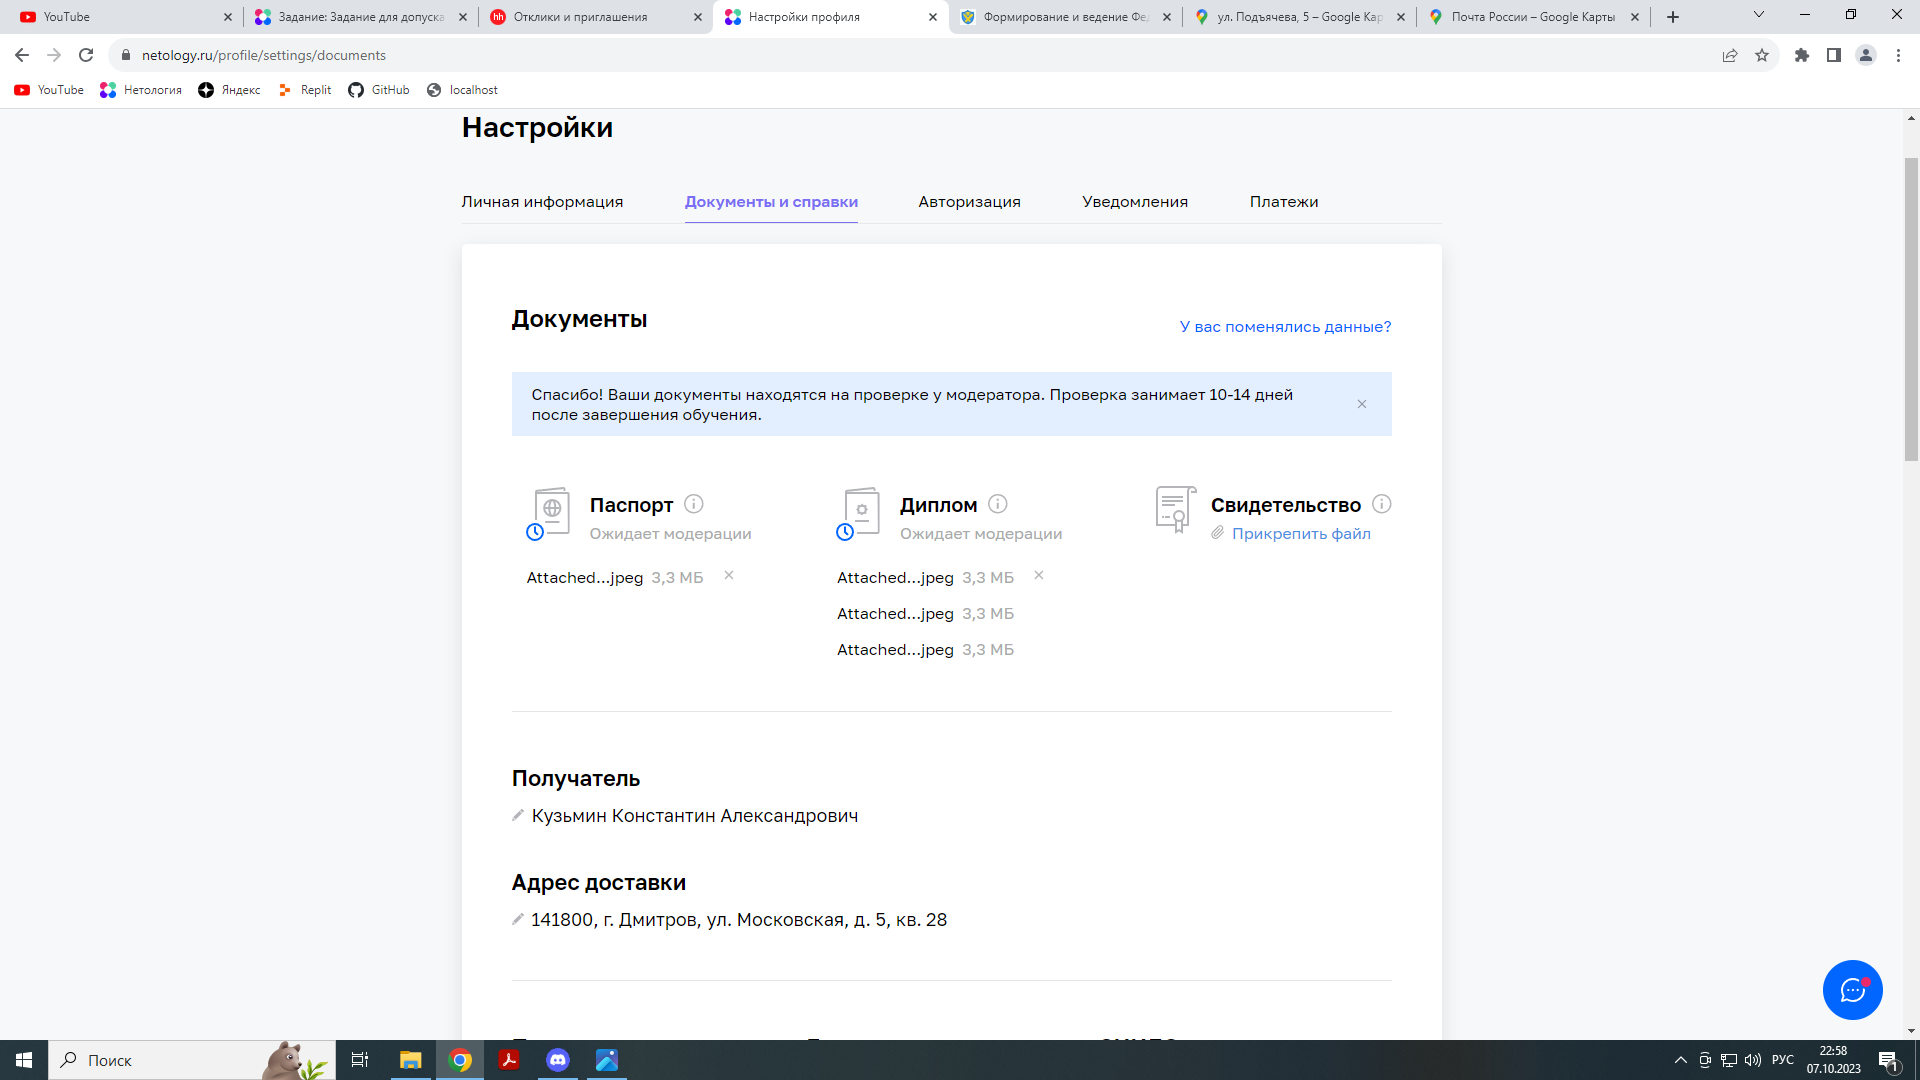 YouTube
Задание: Задание для допуска
Отклики и приглашения
Настройки профиля
Формирование и ведение Фед
ул. Подъячева, 5 – Google Кар
Почта России – Google Карты
netology.ru/profile/settings/documents
YouTube
Нетология
Яндекс
Replit
GitHub
localhost
Настройки
Личная информация
Документы и справки
Авторизация
Уведомления
Платежи
Документы
У вас поменялись данные?
Спасибо! Ваши документы находятся на проверке у модератора. Проверка занимает 10-14 дней
после завершения обучения.
Паспорт
Ожидает модерации
Attached...jpeg 3,3 МБ
Диплом
Ожидает модерации
Attached...jpeg 3,3 МБ
Attached...jpeg 3,3 МБ
Attached...jpeg 3,3 МБ
Свидетельство
Прикрепить файл
Получатель
Кузьмин Константин Александрович
Адрес доставки
141800, г. Дмитров, ул. Московская, д. 5, кв. 28
Поиск
РУС
22:58
07.10.2023
1